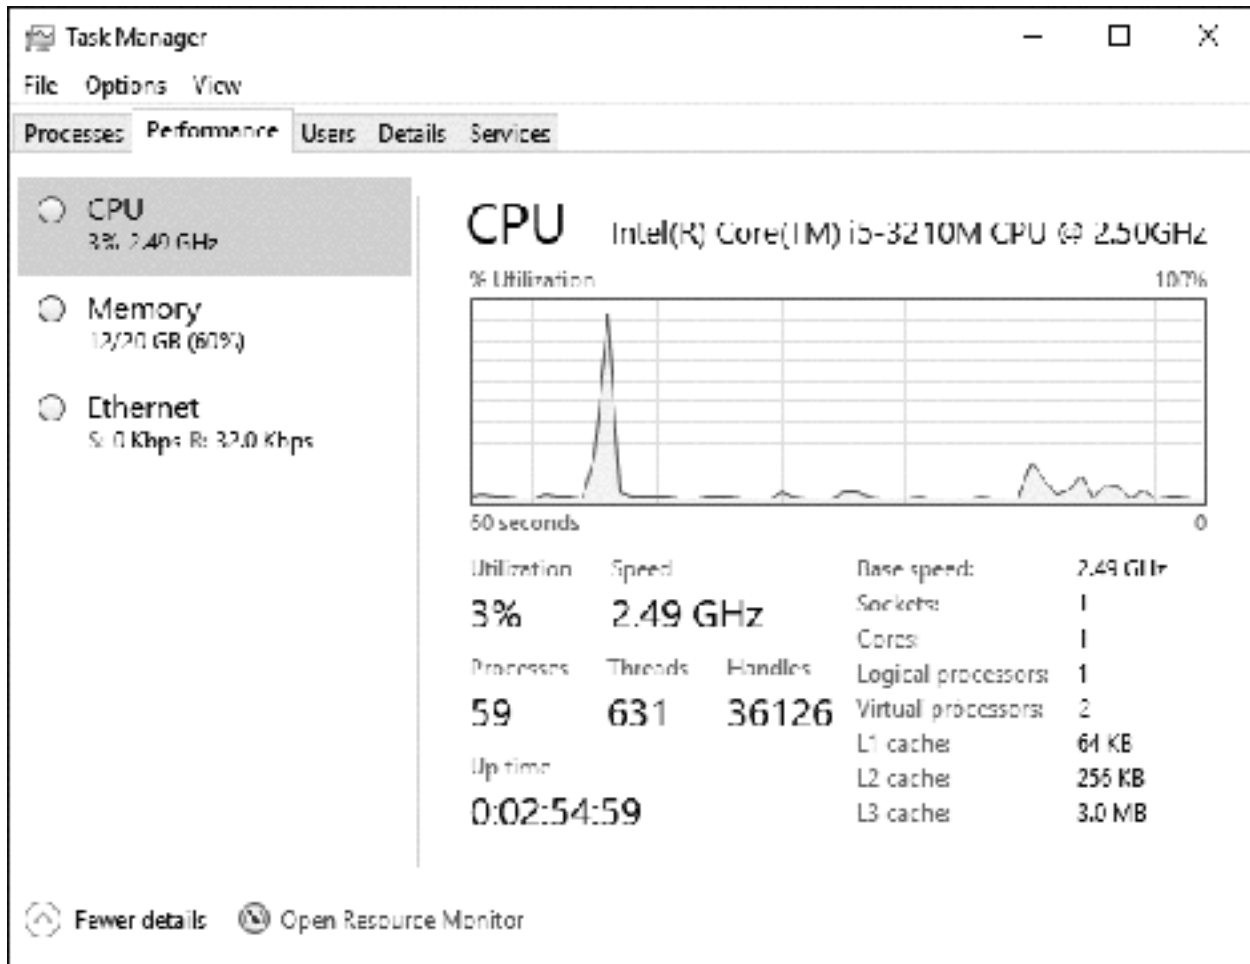 Task Manager
File Options View
Processes Performance Users Details Services
CPU
3% 2.49 GHz
Memory
12/20 GB (60%)
Ethernet
S: 0 Kbps R: 32.0 Kbps
CPU Intel(R) Core(TM) i5-3210M CPU @ 2.50GHz
% Utilization 100%
60 seconds 0
Utilization Speed
3% 2.49 GHz
Processes Threads Handles
59 631 36126
Up time
0:02:54:59
Base speed: 2.49 GHz
Sockets: 1
Cores: 1
Logical processors: 1
Virtual processors: 2
L1 cache: 64 KB
L2 cache: 256 KB
L3 cache: 3.0 MB
Fewer details Open Resource Monitor